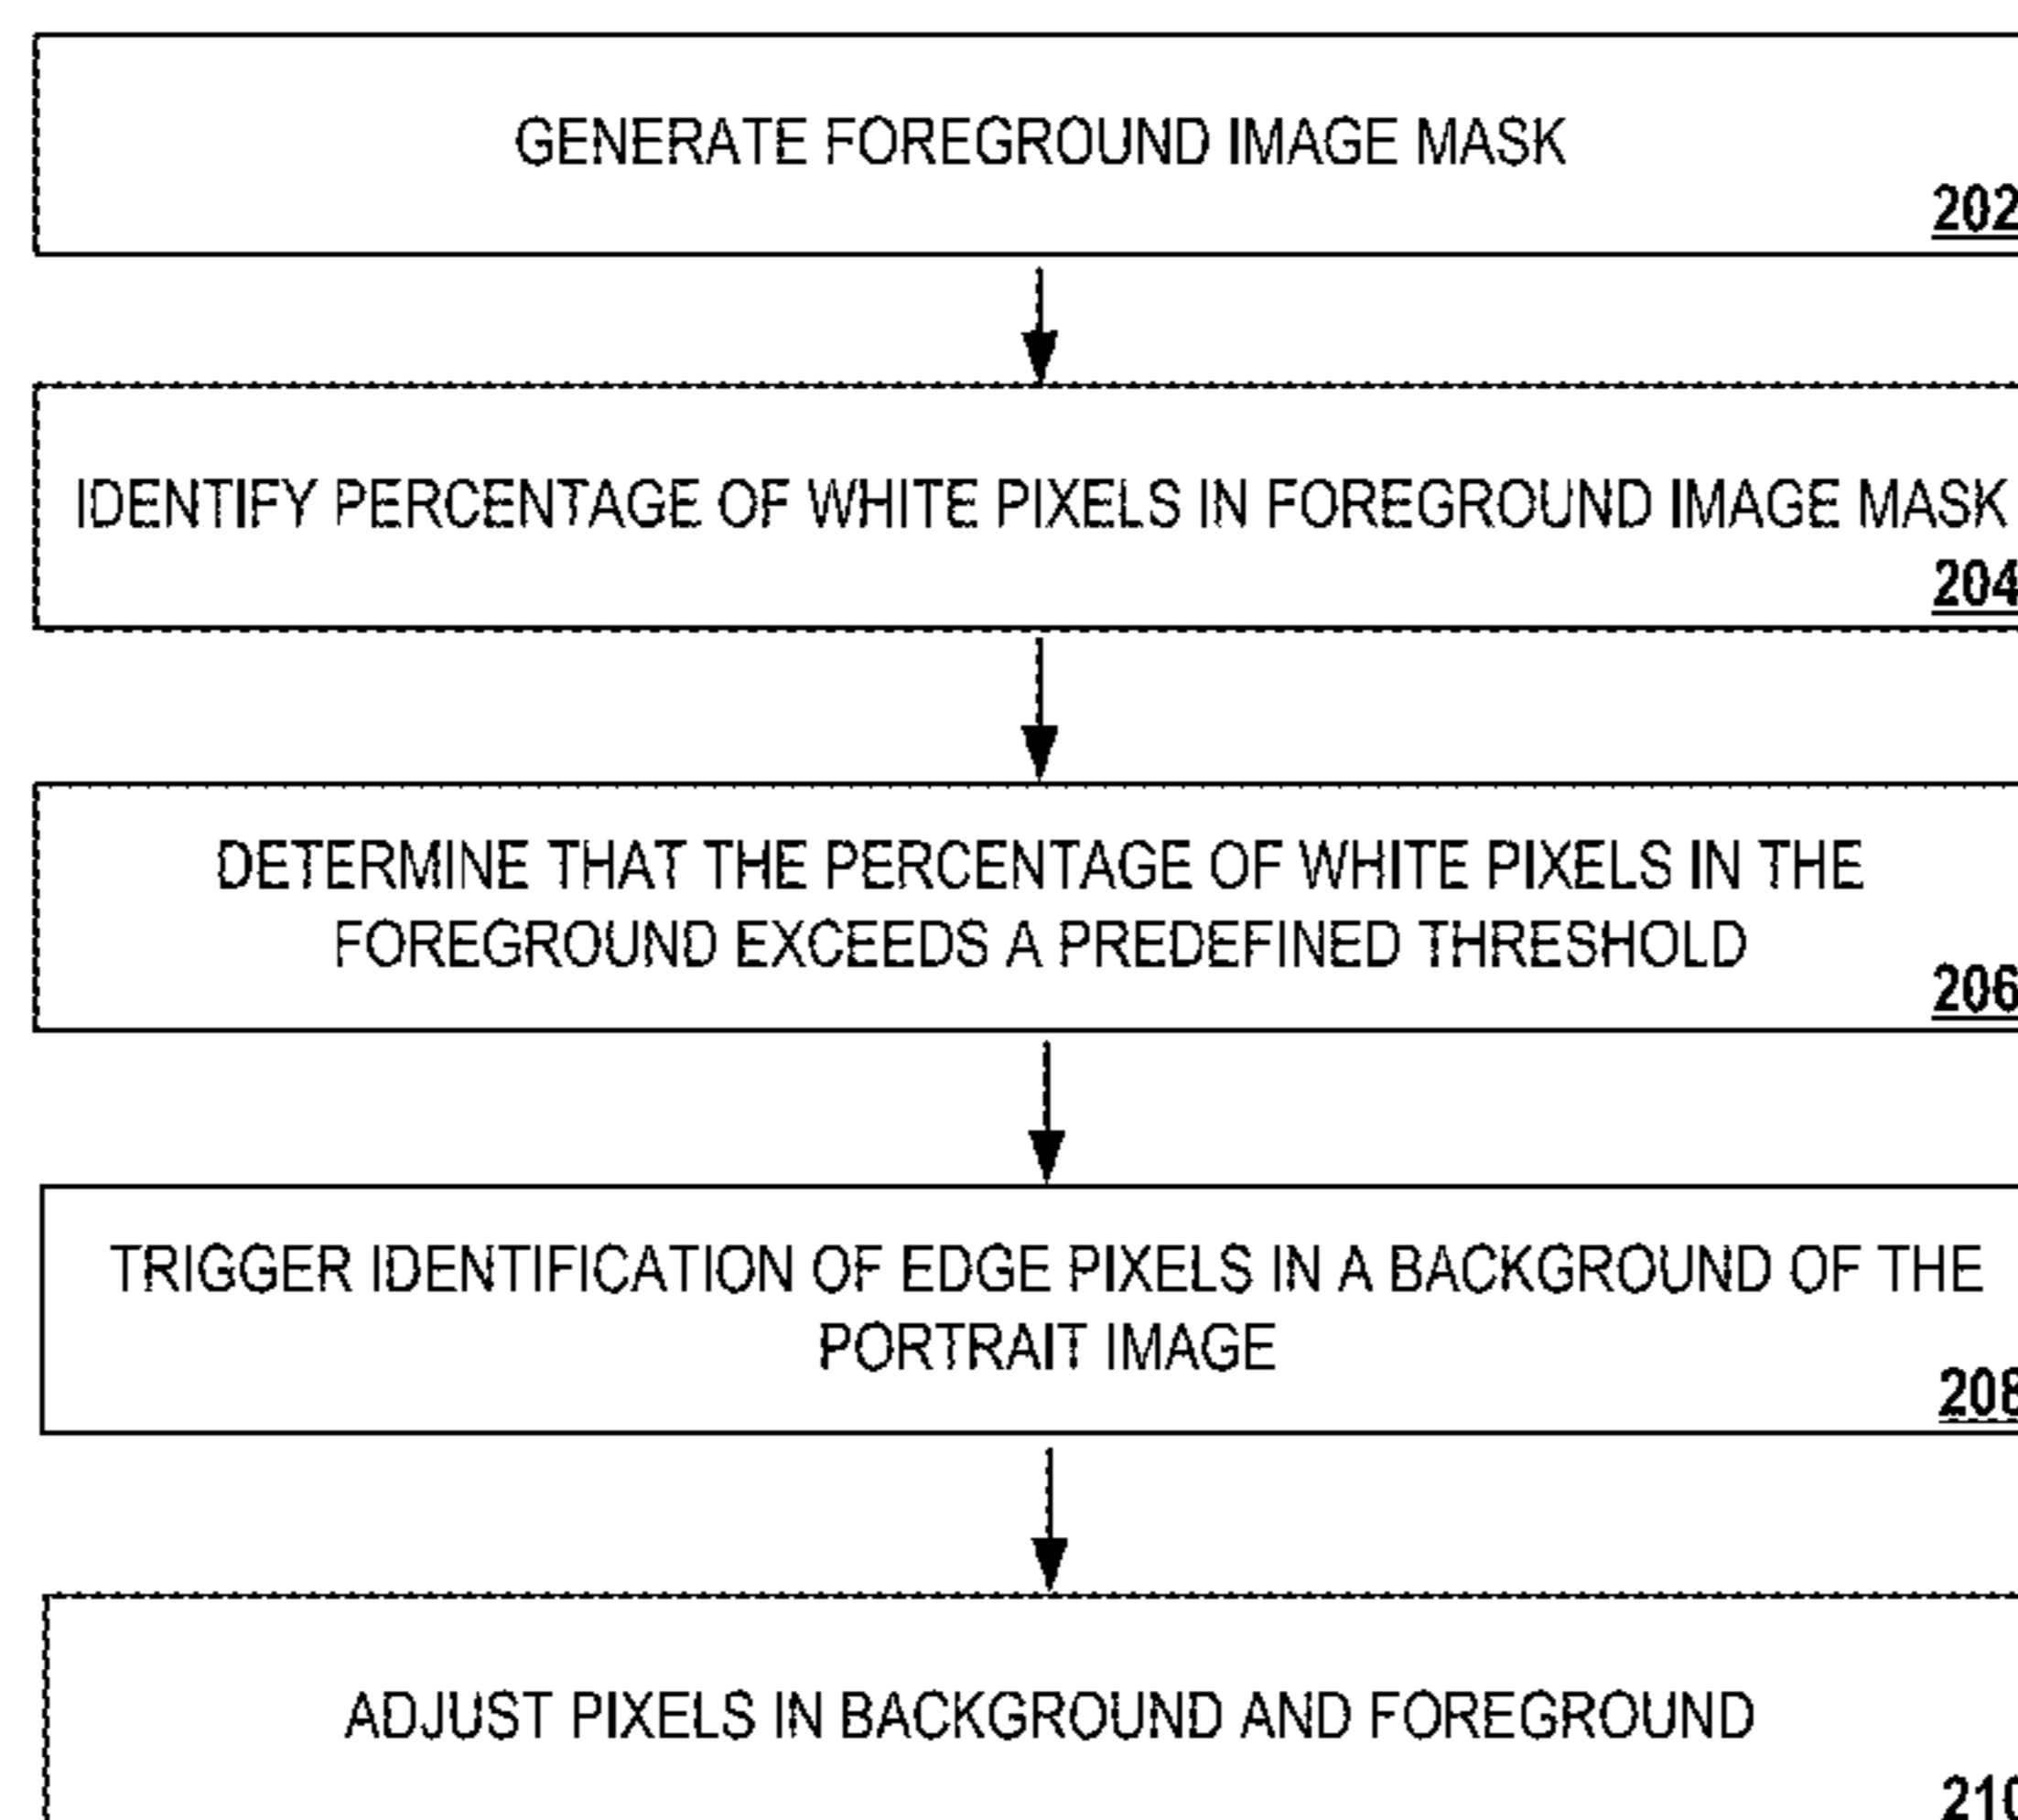 GENERATE FOREGROUND IMAGE MASK
202
IDENTIFY PERCENTAGE OF WHITE PIXELS IN FOREGROUND IMAGE MASK
204
DETERMINE THAT THE PERCENTAGE OF WHITE PIXELS IN THE
FOREGROUND EXCEEDS A PREDEFINED THRESHOLD
206
TRIGGER IDENTIFICATION OF EDGE PIXELS IN A BACKGROUND OF THE
PORTRAIT IMAGE
208
ADJUST PIXELS IN BACKGROUND AND FOREGROUND
210